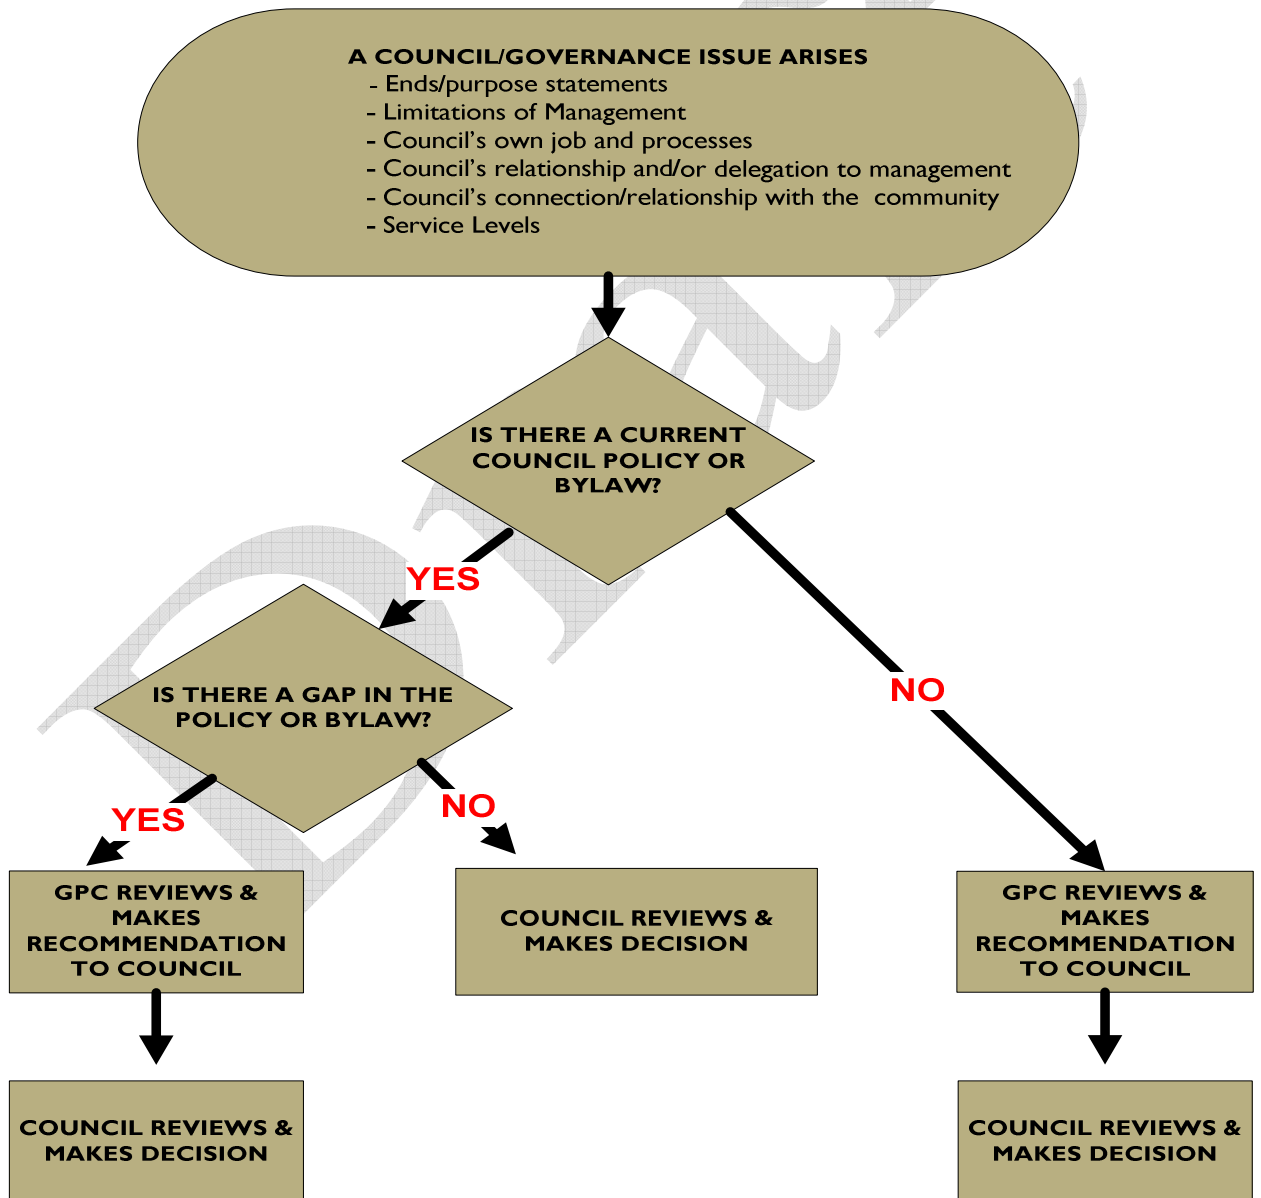 A COUNCIL/GOVERNANCE ISSUE ARISES
- Ends/purpose statements
- Limitations of Management
- Council's own job and processes
- Council's relationship and/or delegation to management
- Council's connection/relationship with the community
- Service Levels
IS THERE A CURRENT
COUNCIL POLICY OR
BYLAW?
YES
NO
IS THERE A GAP IN THE
POLICY OR BYLAW?
YES
NO
GPC REVIEWS &
MAKES
RECOMMENDATION
TO COUNCIL
COUNCIL REVIEWS &
MAKES DECISION
GPC REVIEWS &
MAKES
RECOMMENDATION
TO COUNCIL
COUNCIL REVIEWS &
MAKES DECISION
COUNCIL REVIEWS &
MAKES DECISION